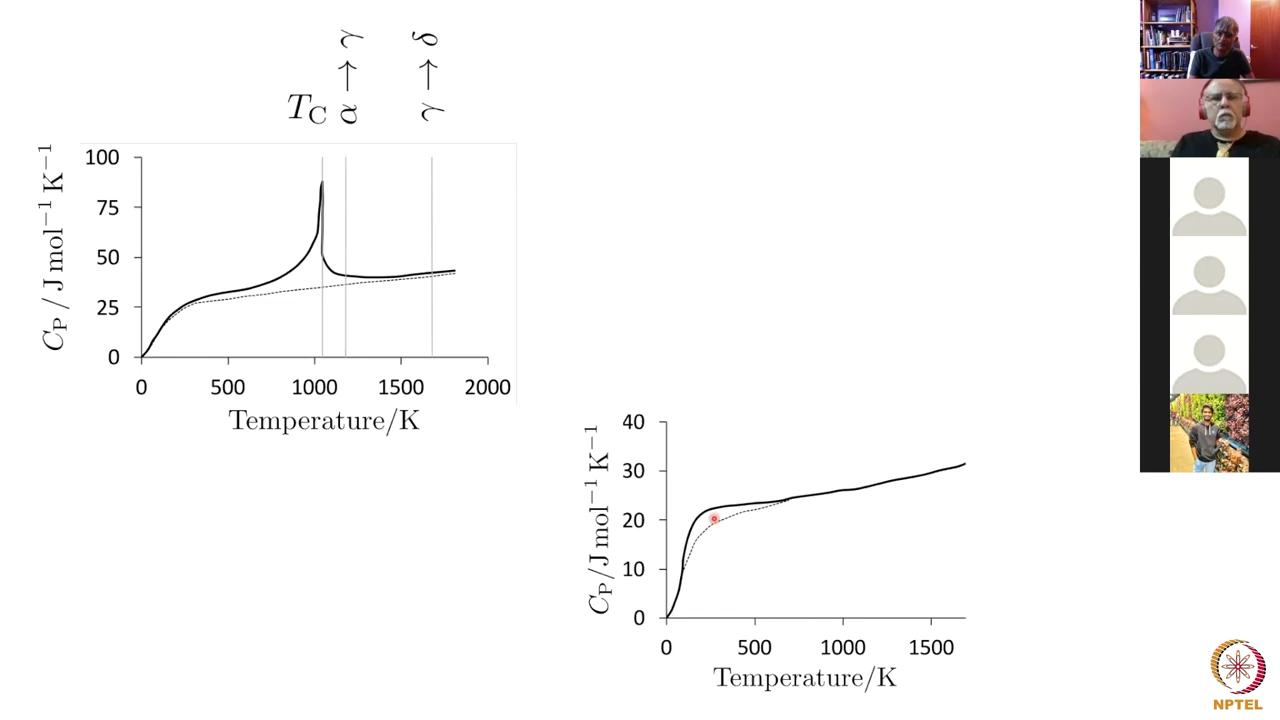 T_C
α → γ
γ → δ
C_P / J mol⁻¹ K⁻¹
100
75
50
25
0
0 500 1000 1500 2000
Temperature/K
C_P/J mol⁻¹ K⁻¹
40
30
20
10
0
0 500 1000 1500
Temperature/K
NPTEL